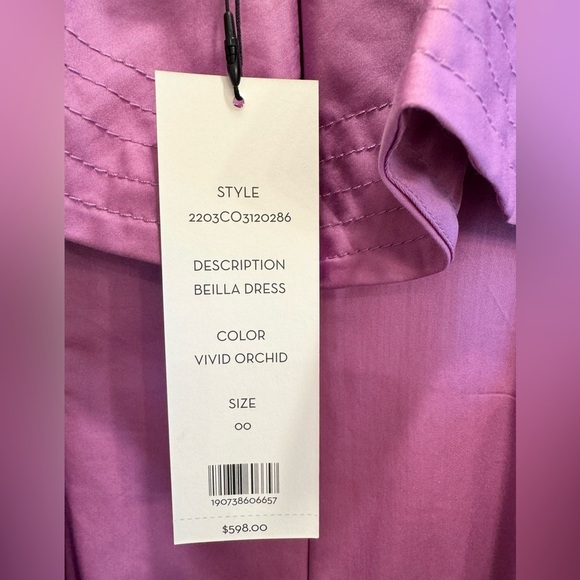 STYLE
2203CO3120286
DESCRIPTION
BEILLA DRESS
COLOR
VIVID ORCHID
SIZE
00
190738606657
$598.00